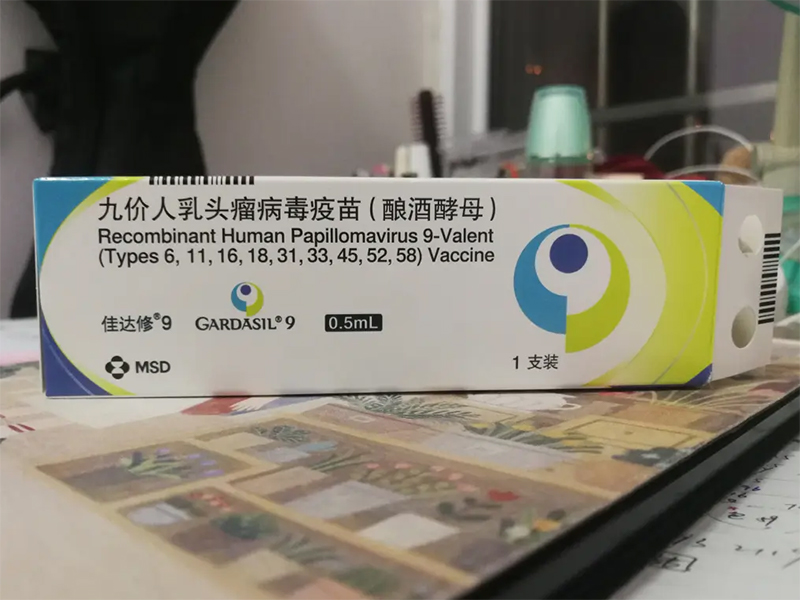 九价人乳头瘤病毒疫苗(酿酒酵母)
Recombinant Human Papillomavirus 9-Valent
(Types 6, 11, 16, 18, 31, 33, 45, 52, 58) Vaccine
佳达修®9
GARDASIL®9
0.5mL
MSD
1 支装